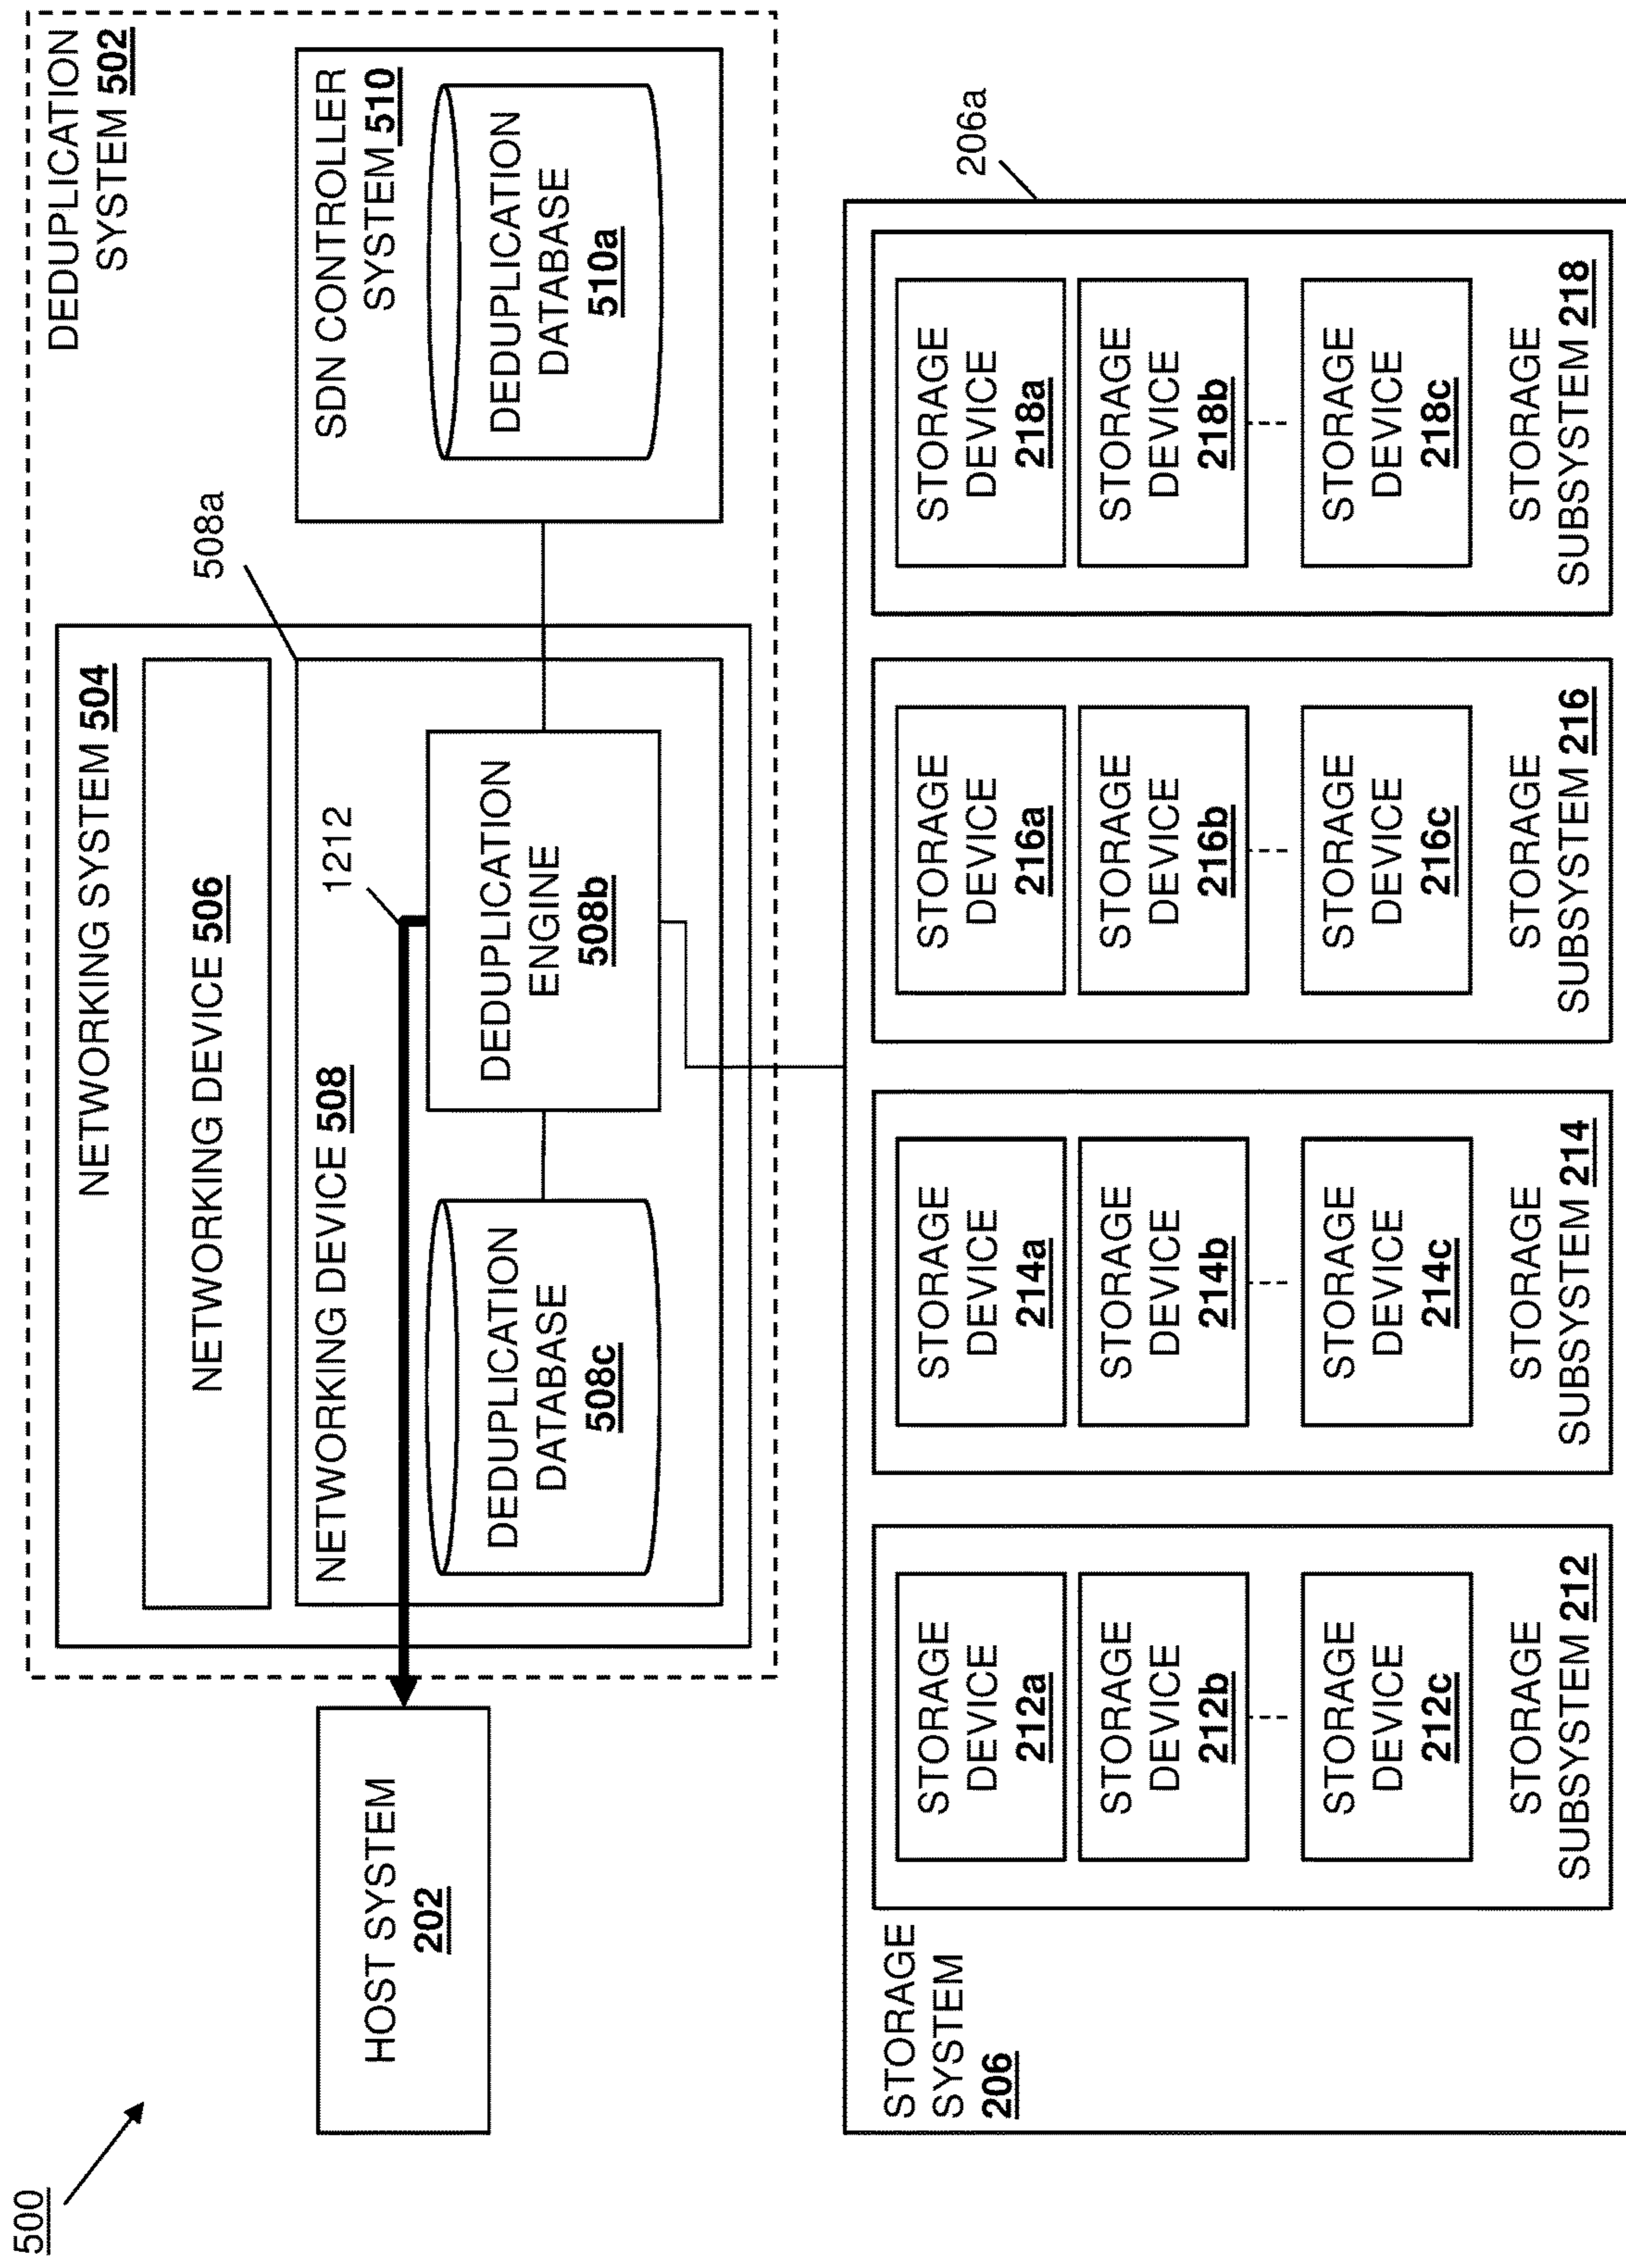 500
DEDUPLICATION
SYSTEM 502
NETWORKING SYSTEM 504
NETWORKING DEVICE 506
508a
NETWORKING DEVICE 508
1212
DEDUPLICATION
DATABASE
508c
DEDUPLICATION
ENGINE
508b
SDN CONTROLLER
SYSTEM 510
DEDUPLICATION
DATABASE
510a
HOST SYSTEM
202
206a
STORAGE
SYSTEM
206
STORAGE
DEVICE
212a
STORAGE
DEVICE
212b
STORAGE
DEVICE
212c
STORAGE
SUBSYSTEM 212
STORAGE
DEVICE
214a
STORAGE
DEVICE
214b
STORAGE
DEVICE
214c
STORAGE
SUBSYSTEM 214
STORAGE
DEVICE
216a
STORAGE
DEVICE
216b
STORAGE
DEVICE
216c
STORAGE
SUBSYSTEM 216
STORAGE
DEVICE
218a
STORAGE
DEVICE
218b
STORAGE
DEVICE
218c
STORAGE
SUBSYSTEM 218